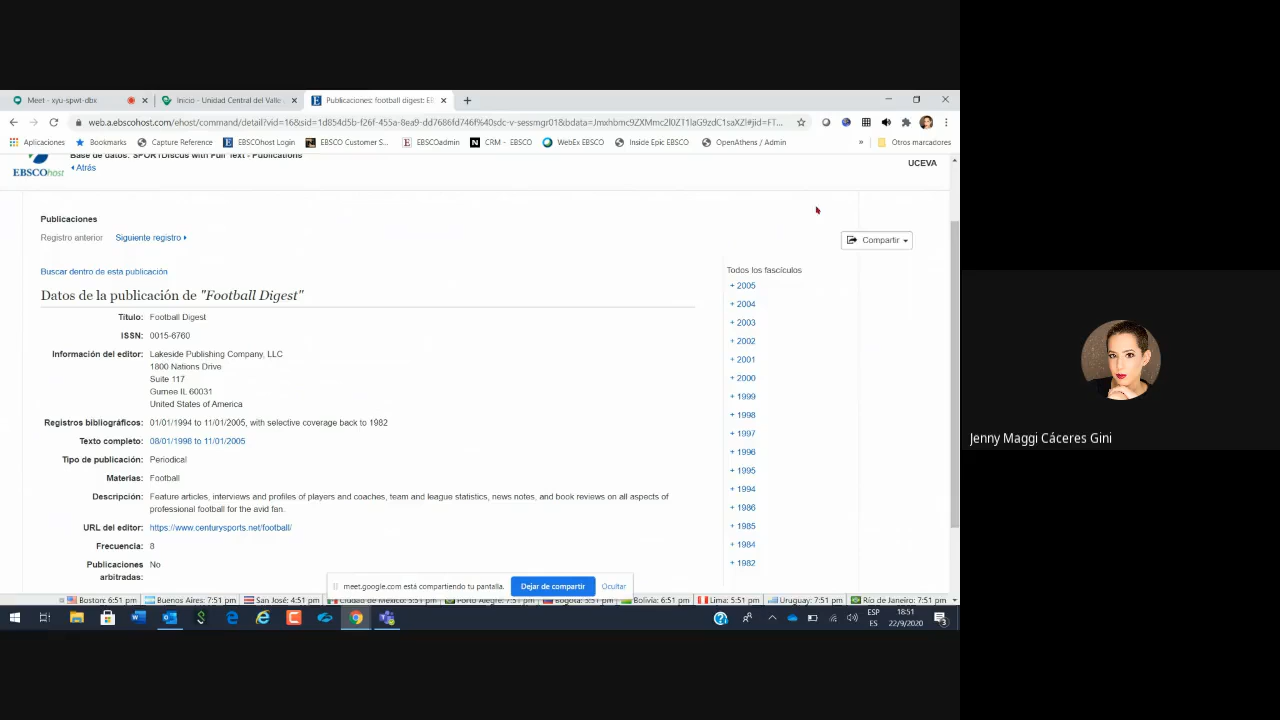 Meet - xyu-spwt-dbx
Inicio - Unidad Central del Valle
Publicaciones: football digest: E
web.a.ebscohost.com/ehost/command/detail?vid=16&sid=1d854d5b-f26f-455a-8ea9-dd7686fd746f%40sdc-v-sessmgr01&bdata=Jmxhbmc9ZXMmc2l0ZT1laG9zdC1saXZl#jid=FT...
Aplicaciones
Bookmarks
Capture Reference
EBSCOhost Login
EBSCO Customer S...
EBSCOadmin
CRM - EBSCO
WebEx EBSCO
Inside Epic EBSCO
OpenAthens / Admin
»
Otros marcadores
Base de datos: SPORTDiscus with Full Text - Publications
EBSCOhost
Atrás
UCEVA
Publicaciones
Registro anterior Siguiente registro
Compartir
Buscar dentro de esta publicación
Datos de la publicación de "Football Digest"
Título: Football Digest
ISSN: 0015-6760
Información del editor: Lakeside Publishing Company, LLC
1800 Nations Drive
Suite 117
Gurnee IL 60031
United States of America
Registros bibliográficos: 01/01/1994 to 11/01/2005, with selective coverage back to 1982
Texto completo: 08/01/1998 to 11/01/2005
Tipo de publicación: Periodical
Materias: Football
Descripción: Feature articles, interviews and profiles of players and coaches, team and league statistics, news notes, and book reviews on all aspects of
professional football for the avid fan.
URL del editor: https://www.centurysports.net/football/
Frecuencia: 8
Publicaciones No
arbitradas:
Todos los fascículos
+ 2005
+ 2004
+ 2003
+ 2002
+ 2001
+ 2000
+ 1999
+ 1998
+ 1997
+ 1996
+ 1995
+ 1994
+ 1986
+ 1985
+ 1984
+ 1982
meet.google.com está compartiendo tu pantalla.
Dejar de compartir
Ocultar
Boston: 6:51 pm
Buenos Aires: 7:51 pm
San José: 4:51 pm
Bolivia: 6:51 pm
Lima: 5:51 pm
Uruguay: 7:51 pm
Río de Janeiro: 7:51 pm
ESP
ES
18:51
22/9/2020
3
Jenny Maggi Cáceres Gini